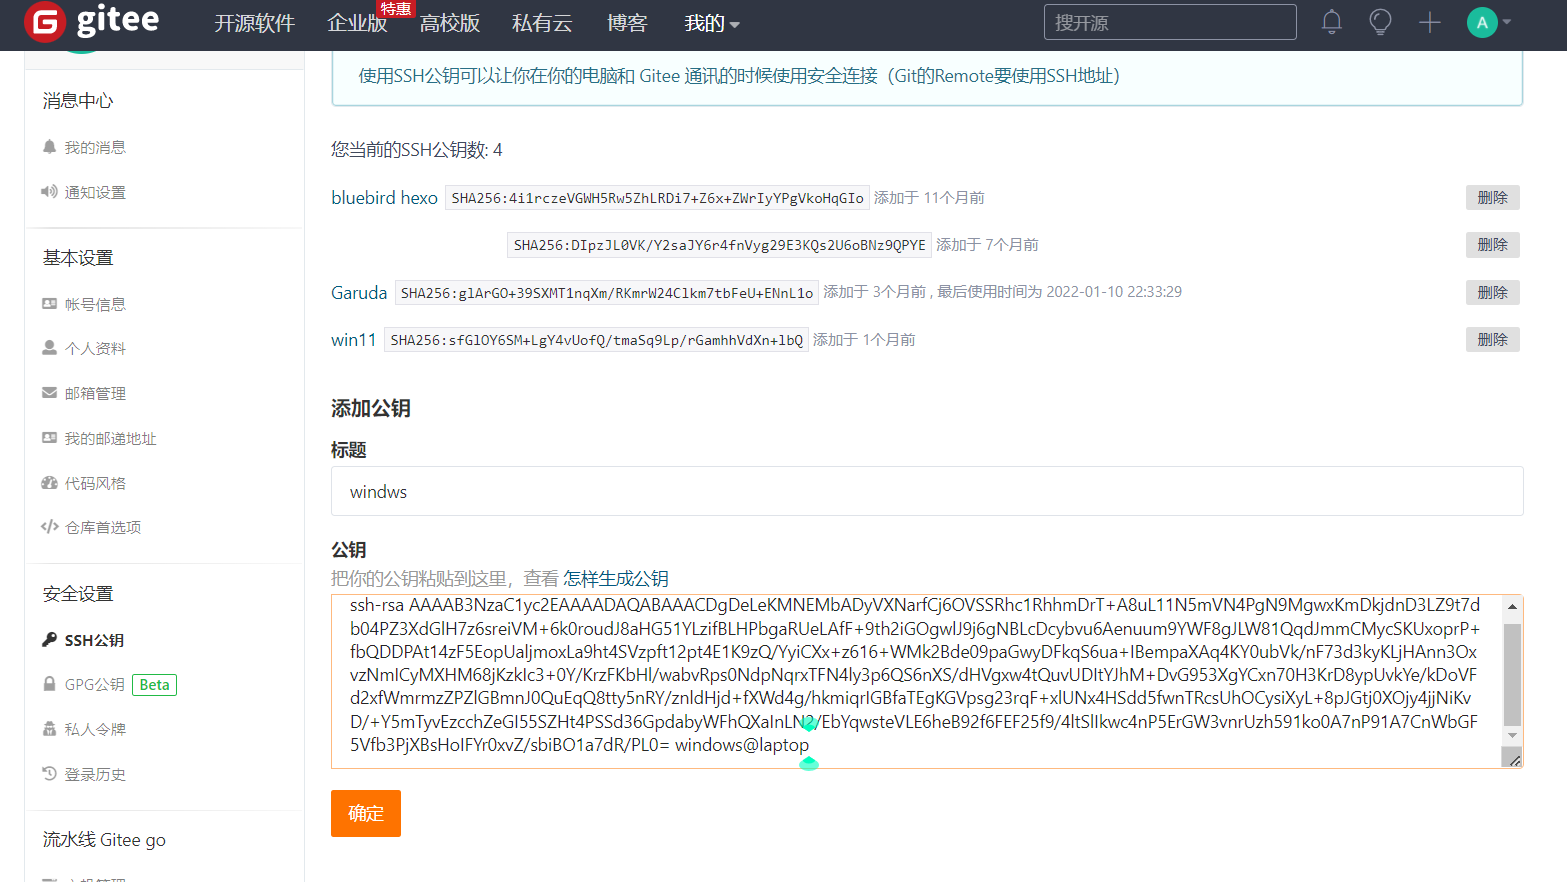 gitee 开源软件 企业版 特惠 高校版 私有云 博客 我的 搜开源 A
使用SSH公钥可以让你在你的电脑和 Gitee 通讯的时候使用安全连接（Git的Remote要使用SSH地址）
消息中心
我的消息
通知设置
基本设置
帐号信息
个人资料
邮箱管理
我的邮递地址
代码风格
仓库首选项
安全设置
SSH公钥
GPG公钥 Beta
私人令牌
登录历史
流水线 Gitee go
您当前的SSH公钥数: 4
bluebird hexo SHA256:4i1rczeVGWH5Rw5ZhLRDi7+Z6x+ZWrIyYPgVkoHqGIo 添加于 11个月前 删除
SHA256:DIpzJL0VK/Y2saJY6r4fnVyg29E3KQs2U6oBNz9QPYE 添加于 7个月前 删除
Garuda SHA256:glArGO+39SXMT1nqXm/RKmrW24Clkm7tbFeU+ENnL1o 添加于 3个月前 , 最后使用时间为 2022-01-10 22:33:29 删除
win11 SHA256:sfGlOY6SM+LgY4vUofQ/tmaSq9Lp/rGamhhVdXn+lbQ 添加于 1个月前 删除
添加公钥
标题
windws
公钥
把你的公钥粘贴到这里，查看 怎样生成公钥
ssh-rsa AAAAB3NzaC1yc2EAAAADAQABAAACDgDeLeKMNEMbADyVXNarfCj6OVSSRhc1RhhmDrT+A8uL11N5mVN4PgN9MgwxKmDkjdnD3LZ9t7d
b04PZ3XdGlH7z6sreiVM+6k0roudJ8aHG51YLzifBLHPbgaRUeLAfF+9th2iGOgwlJ9j6gNBLcDcybvu6Aenuum9YWF8gJLW81QqdJmmCMycSKUxoprP+
fbQDDPAt14zF5EopUaljmoxLa9ht4SVzpft12pt4E1K9zQ/YyiCXx+z616+WMk2Bde09paGwyDFkqS6ua+IBempaXAq4KY0ubVk/nF73d3kyKLjHAnn3Ox
vzNmICyMXHM68jKzkIc3+0Y/KrzFKbHl/wabvRps0NdpNqrxTFN4ly3p6QS6nXS/dHVgxw4tQuvUDItYJhM+DvG953XgYCxn70H3KrD8ypUvkYe/kDoVF
d2xfWmrmzZPZlGBmnJ0QuEqQ8tty5nRY/znldHjd+fXWd4g/hkmiqrlGBfaTEgKGVpsg23rqF+xlUNx4HSdd5fwnTRcsUhOCysiXyL+8pJGtj0XOjy4jjNiKv
5Vfb3PjXBsHoIFYr0xvZ/sbiBO1a7dR/PL0= windows@laptop
确定